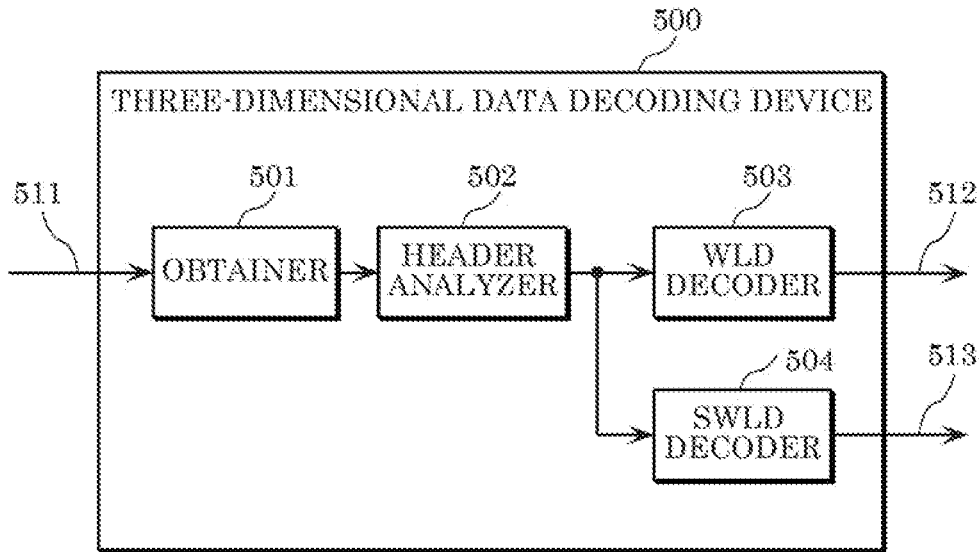 500
THREE-DIMENSIONAL DATA DECODING DEVICE
501
502
503
511
512
OBTAINER
HEADER
ANALYZER
WLD
DECODER
504
513
SWLD
DECODER